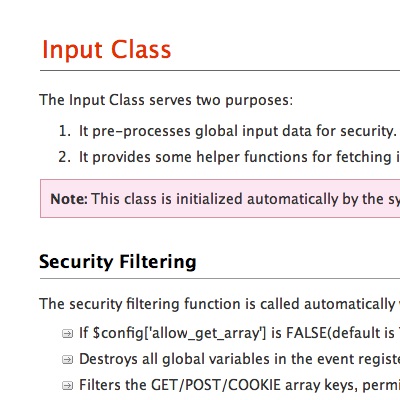 Input Class
The Input Class serves two purposes:
1. It pre-processes global input data for security.
2. It provides some helper functions for fetching i
Note: This class is initialized automatically by the sy
Security Filtering
The security filtering function is called automatically
If $config['allow_get_array'] is FALSE(default is
Destroys all global variables in the event regist
Filters the GET/POST/COOKIE array keys, permi